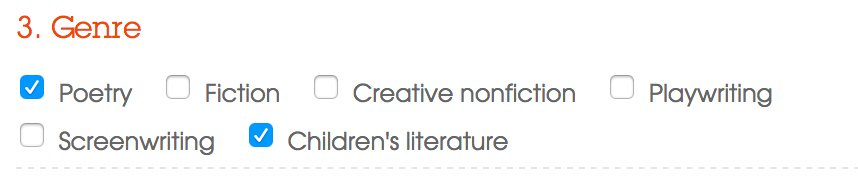 3. Genre
Poetry Fiction Creative nonfiction Playwriting
Screenwriting Children's literature